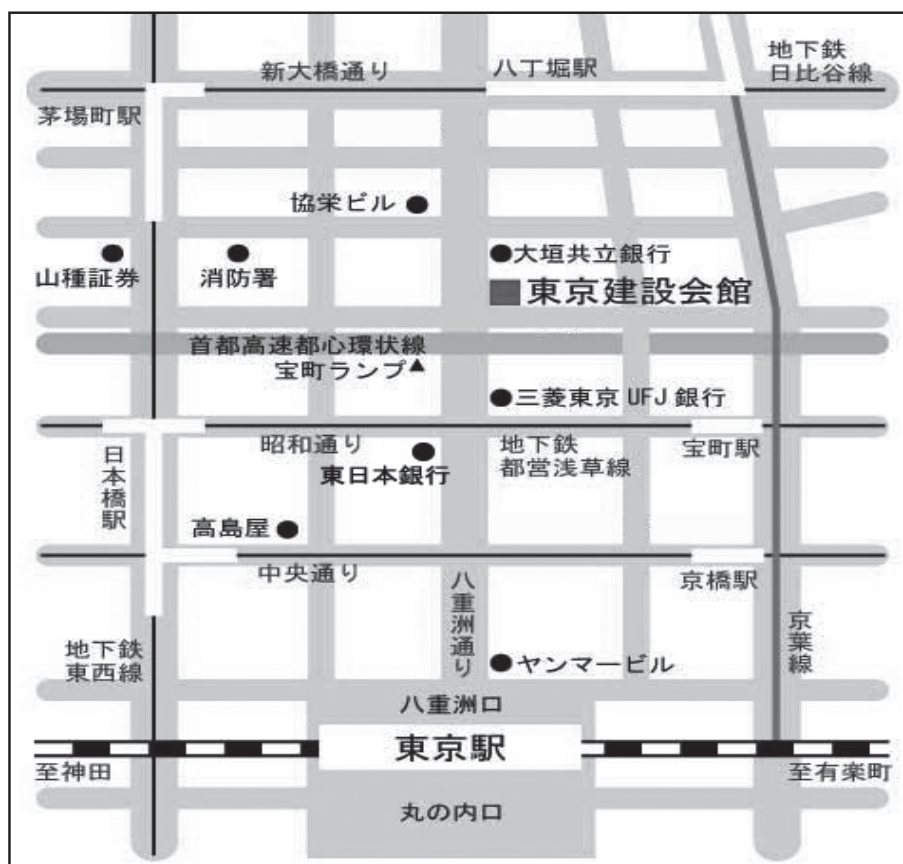 新大橋通り
八丁堀駅
地下鉄
日比谷線
茅場町駅
協栄ビル
山種証券
消防署
大垣共立銀行
東京建設会館
首都高速都心環状線
宝町ランプ
三菱東京UFJ銀行
日本橋駅
昭和通り
東日本銀行
地下鉄
都営浅草線
宝町駅
高島屋
中央通り
八重洲通り
京橋駅
地下鉄
東西線
京葉線
ヤンマービル
八重洲口
東京駅
至神田
至有楽町
丸の内口